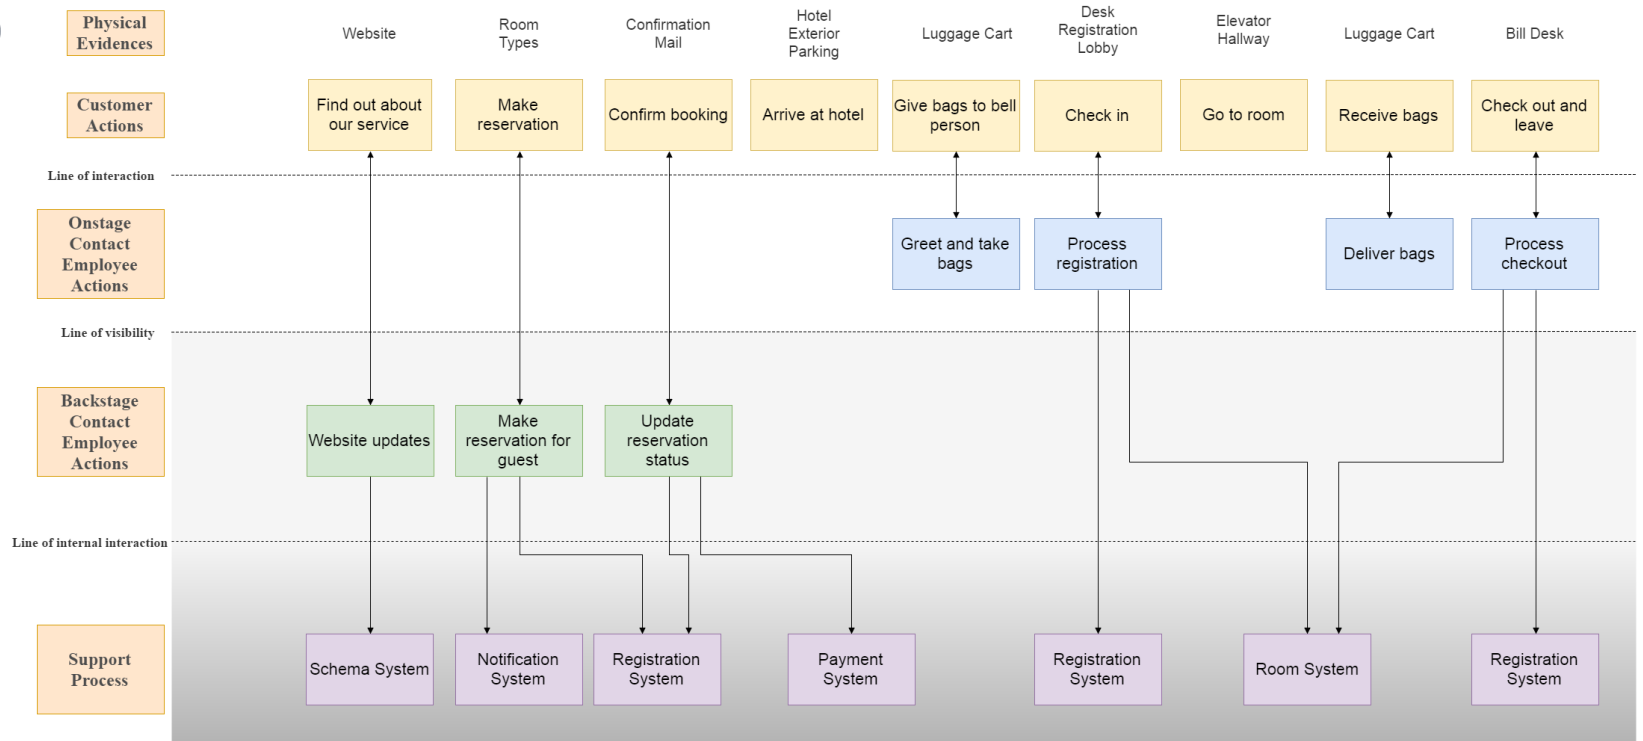 Physical
Evidences
Website
Room
Types
Confirmation
Mail
Hotel
Exterior
Parking
Luggage Cart
Desk
Registration
Lobby
Elevator
Hallway
Luggage Cart
Bill Desk
Customer
Actions
Find out about
our service
Make
reservation
Confirm booking
Arrive at hotel
Give bags to bell
person
Check in
Go to room
Receive bags
Check out and
leave
Line of interaction
Onstage
Contact
Employee
Actions
Greet and take
bags
Process
registration
Deliver bags
Process
checkout
Line of visibility
Backstage
Contact
Employee
Actions
Website updates
Make
reservation for
guest
Update
reservation
status
Line of internal interaction
Support
Process
Schema System
Notification
System
Registration
System
Payment
System
Registration
System
Room System
Registration
System